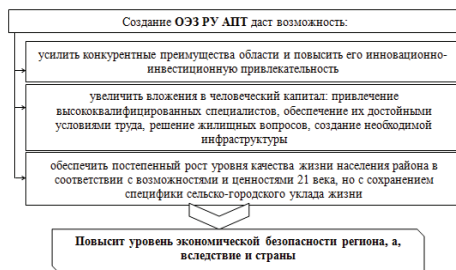 Создание ОЭЗ РУ АПТ даст возможность:
усилить конкурентные преимущества области и повысить его инновационно-
инвестиционную привлекательность
увеличить вложения в человеческий капитал: привлечение
высококвалифицированных специалистов, обеспечение их достойными
условиями труда, решение жилищных вопросов, создание необходимой
инфраструктуры
обеспечить постепенный рост уровня качества жизни населения района в
соответствии с возможностями и ценностями 21 века, но с сохранением
специфики сельско-городского уклада жизни
Повысит уровень экономической безопасности региона, а,
вследствие и страны